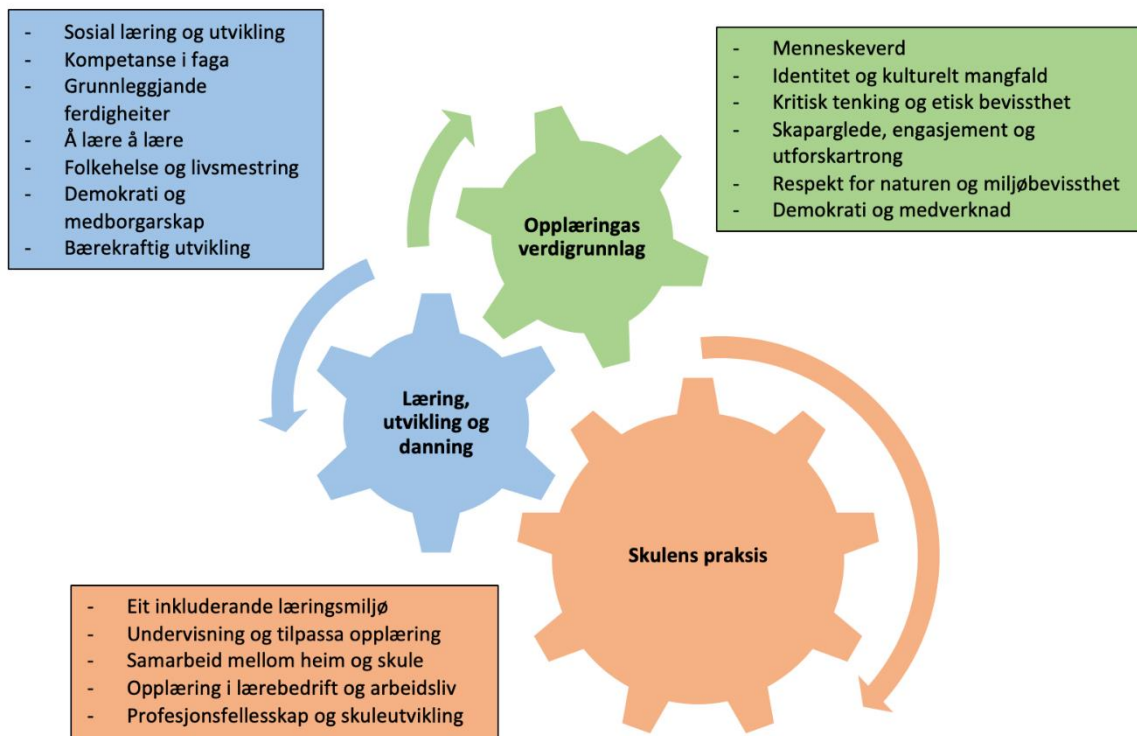 - Sosial læring og utvikling
- Kompetanse i faga
- Grunnleggjande
ferdigheiter
- Å lære å lære
- Folkehelse og livsmestring
- Demokrati og
medborgarskap
- Bærekraftig utvikling
- Menneskeverd
- Identitet og kulturelt mangfald
- Kritisk tenking og etisk bevissthet
- Skaparglede, engasjement og
utforskartrong
- Respekt for naturen og miljøbevissthet
- Demokrati og medverknad
Opplæringas
verdigrunnlag
Læring,
utvikling og
danning
Skulens praksis
- Eit inkluderande læringsmiljø
- Undervisning og tilpassa opplæring
- Samarbeid mellom heim og skule
- Opplæring i lærebedrift og arbeidsliv
- Profesjonsfellesskap og skuleutvikling